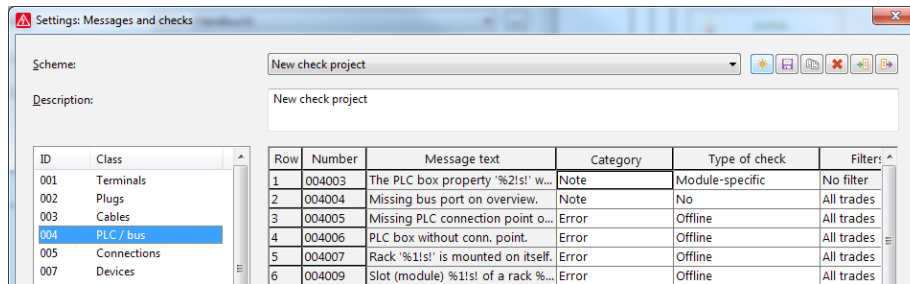 Settings: Messages and checks
Scheme: New check project
Description: New check project
ID Class
001 Terminals
002 Plugs
003 Cables
004 PLC / bus
005 Connections
007 Devices
Row Number Message text Category Type of check Filters
1 004003 The PLC box property '%2!s!' w... Note Module-specific No filter
2 004004 Missing bus port on overview. Note No All trades
3 004005 Missing PLC connection point o... Error Offline All trades
4 004006 PLC box without conn. point. Error Offline All trades
5 004007 Rack '%1!s!' is mounted on itself. Error Offline All trades
6 004009 Slot (module) %1!s! of a rack %... Error Offline All trades